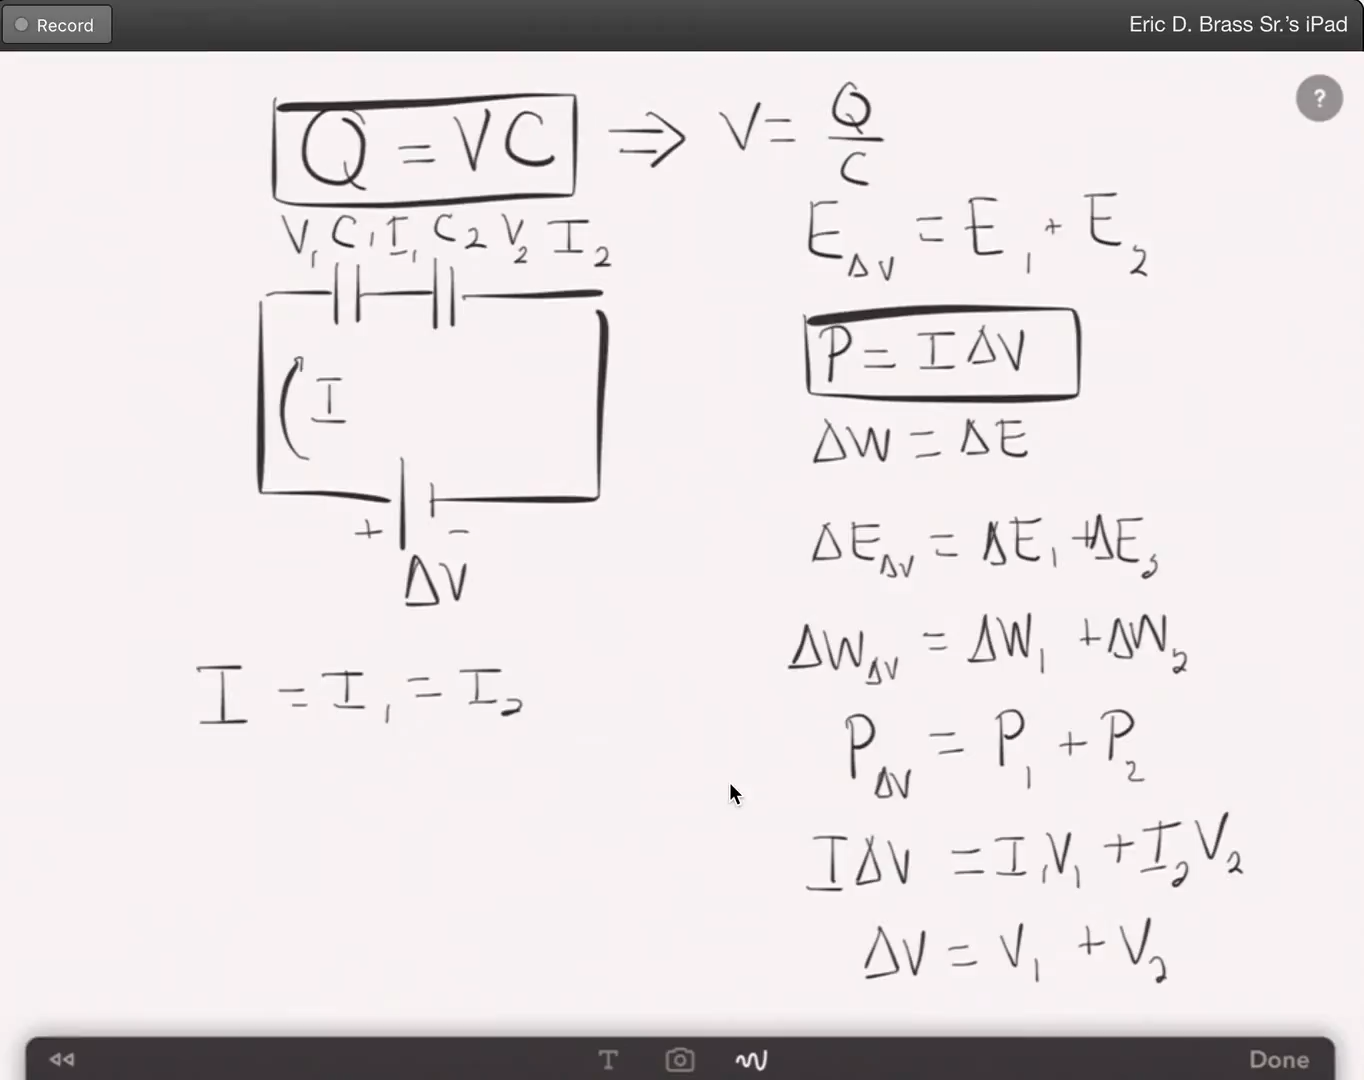 Record
Eric D. Brass Sr.'s iPad
?
Q = VC ⇒ V = Q/C
V₁ C₁ I₁ C₂ V₂ I₂
I
+ −
ΔV
I = I₁ = I₂
E_ΔV = E₁ + E₂
P = I ΔV
ΔW = ΔE
ΔE_ΔV = ΔE₁ + ΔE₂
ΔW_ΔV = ΔW₁ + ΔW₂
P_ΔV = P₁ + P₂
IΔV = I₁V₁ + I₂V₂
ΔV = V₁ + V₂
T
Done